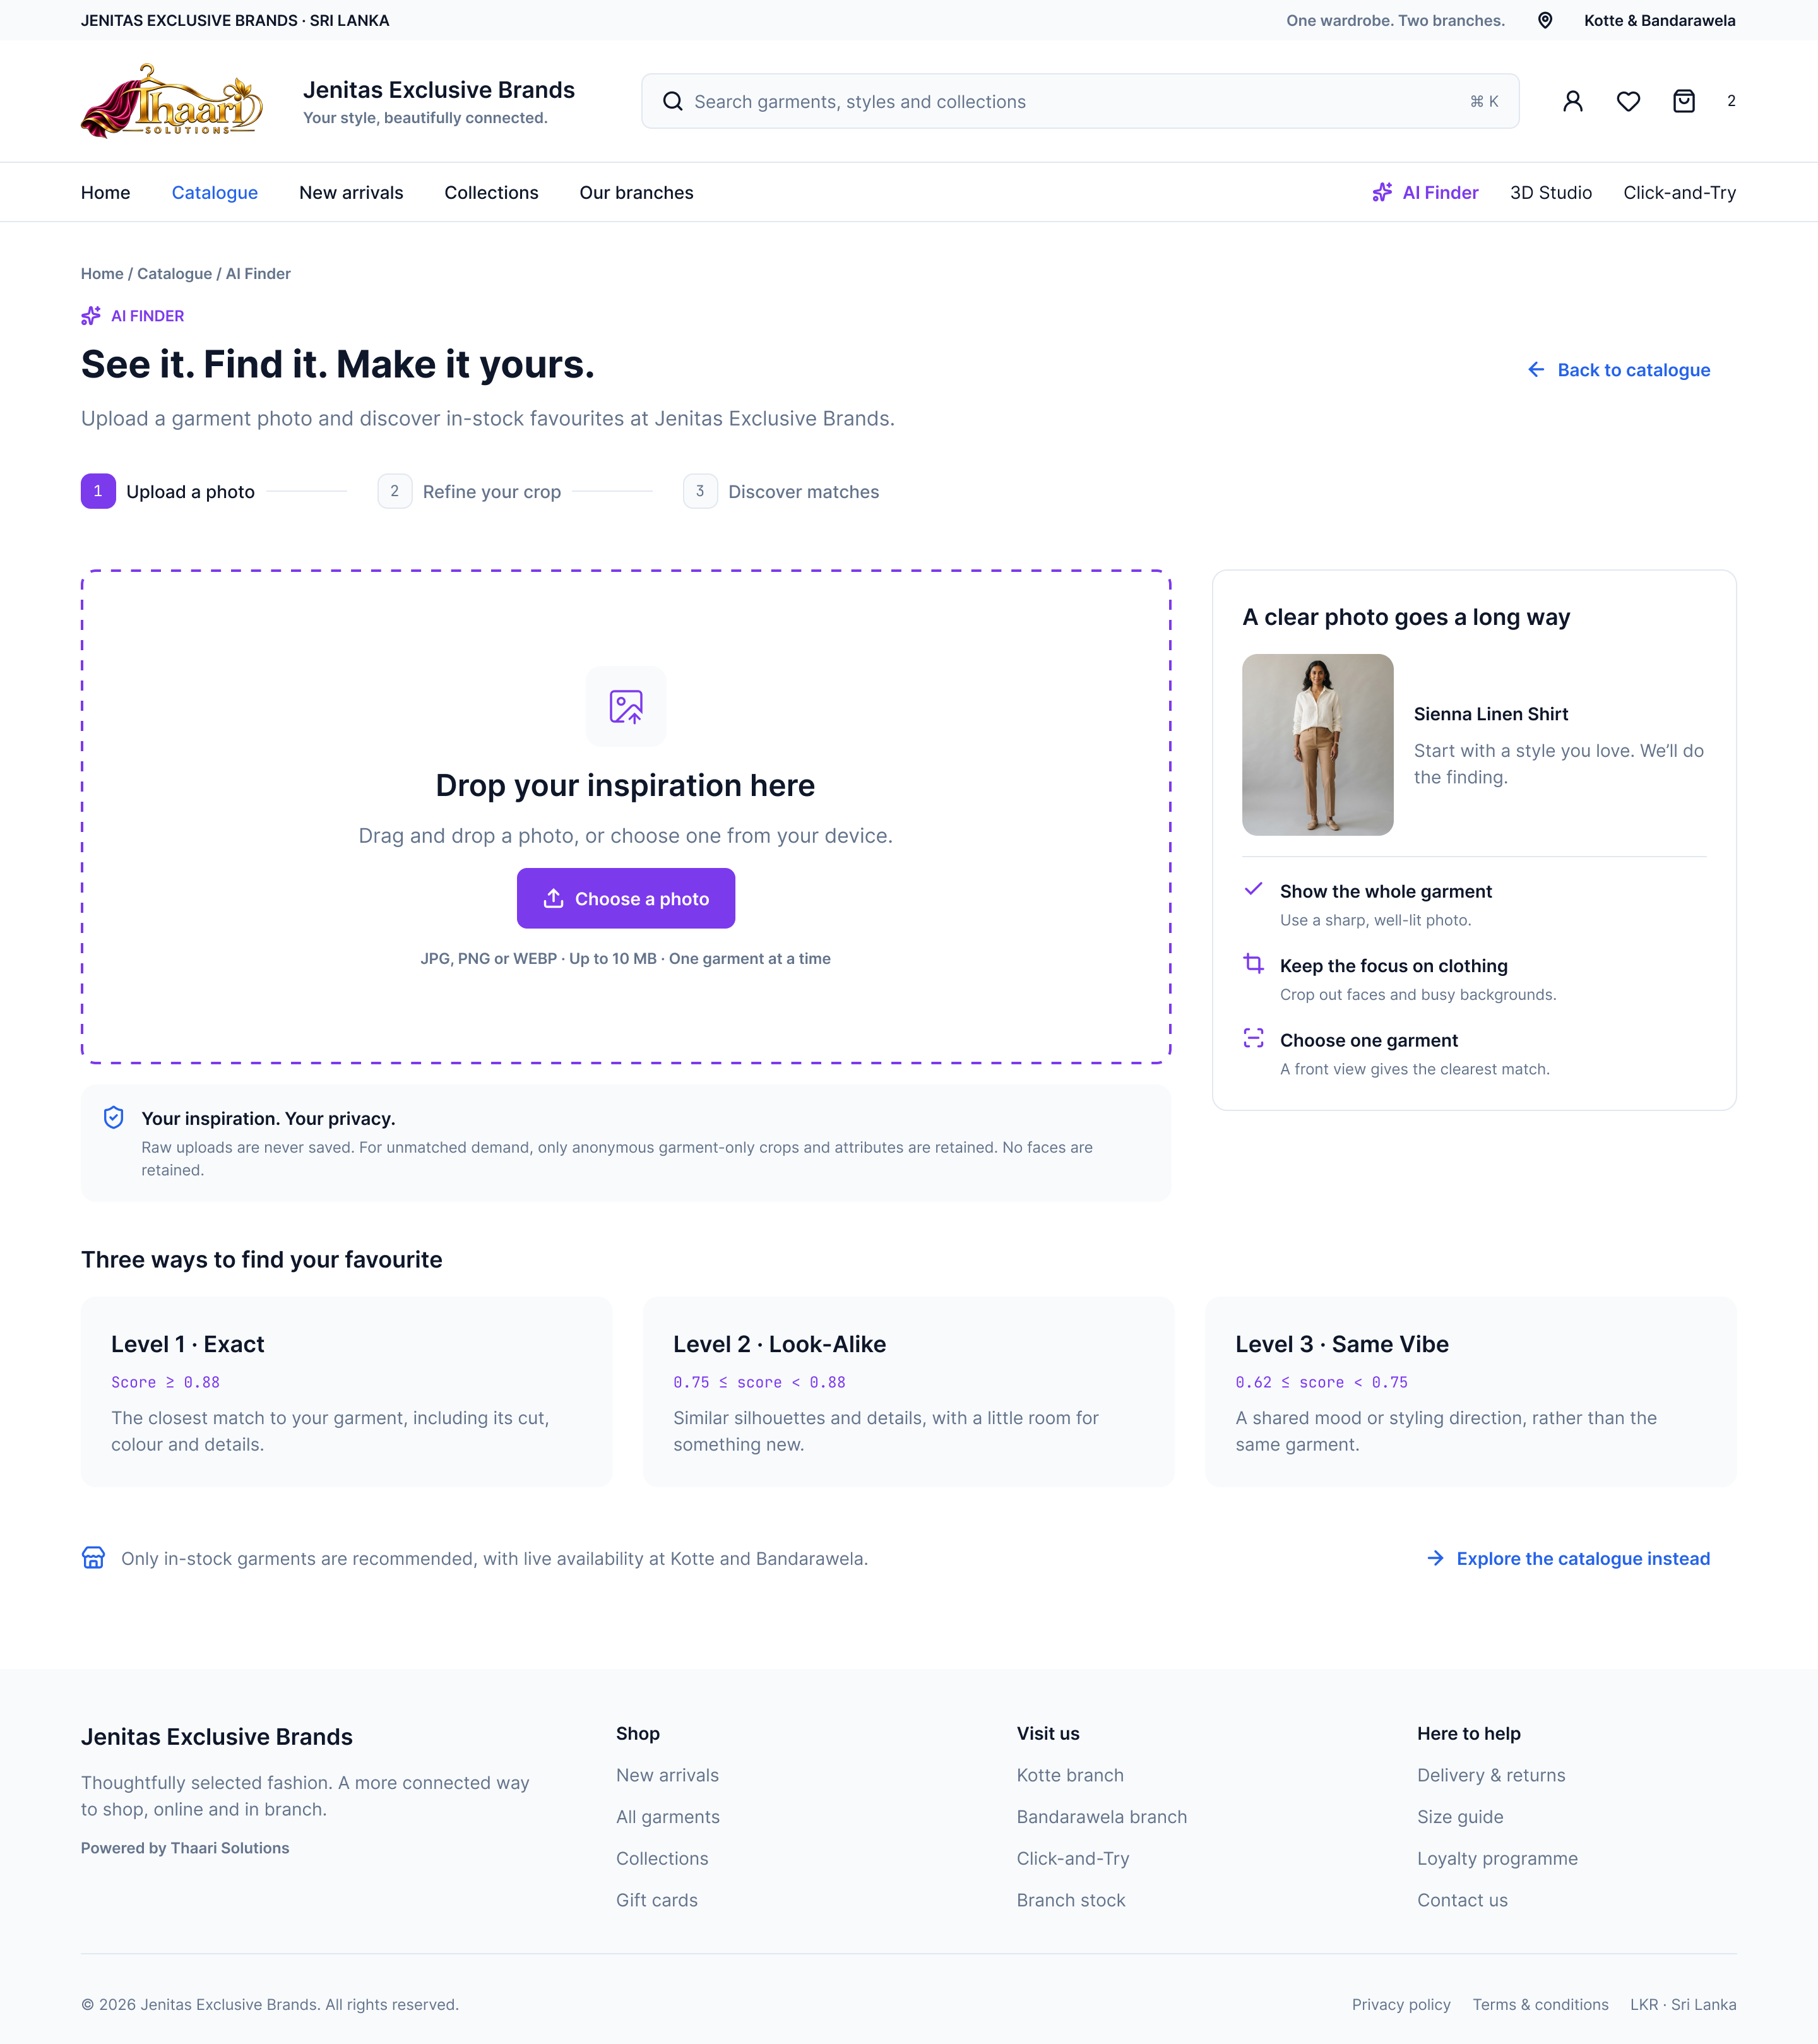 JENITAS EXCLUSIVE BRANDS · SRI LANKA
One wardrobe. Two branches.
Kotte & Bandarawela
Thaari
SOLUTIONS
Jenitas Exclusive Brands
Your style, beautifully connected.
Search garments, styles and collections
⌘ K
2
Home
Catalogue
New arrivals
Collections
Our branches
AI Finder
3D Studio
Click-and-Try
Home / Catalogue / AI Finder
AI FINDER
See it. Find it. Make it yours.
Back to catalogue
Upload a garment photo and discover in-stock favourites at Jenitas Exclusive Brands.
1 Upload a photo
2 Refine your crop
3 Discover matches
Drop your inspiration here
Drag and drop a photo, or choose one from your device.
Choose a photo
JPG, PNG or WEBP · Up to 10 MB · One garment at a time
A clear photo goes a long way
Sienna Linen Shirt
Start with a style you love. We’ll do
the finding.
Show the whole garment
Use a sharp, well-lit photo.
Keep the focus on clothing
Crop out faces and busy backgrounds.
Choose one garment
A front view gives the clearest match.
Your inspiration. Your privacy.
Raw uploads are never saved. For unmatched demand, only anonymous garment-only crops and attributes are retained. No faces are
retained.
Three ways to find your favourite
Level 1 · Exact
Score ≥ 0.88
The closest match to your garment, including its cut,
colour and details.
Level 2 · Look-Alike
0.75 ≤ score < 0.88
Similar silhouettes and details, with a little room for
something new.
Level 3 · Same Vibe
0.62 ≤ score < 0.75
A shared mood or styling direction, rather than the
same garment.
Only in-stock garments are recommended, with live availability at Kotte and Bandarawela.
Explore the catalogue instead
Jenitas Exclusive Brands
Thoughtfully selected fashion. A more connected way
to shop, online and in branch.
Powered by Thaari Solutions
Shop
New arrivals
All garments
Collections
Gift cards
Visit us
Kotte branch
Bandarawela branch
Click-and-Try
Branch stock
Here to help
Delivery & returns
Size guide
Loyalty programme
Contact us
© 2026 Jenitas Exclusive Brands. All rights reserved.
Privacy policy
Terms & conditions
LKR · Sri Lanka